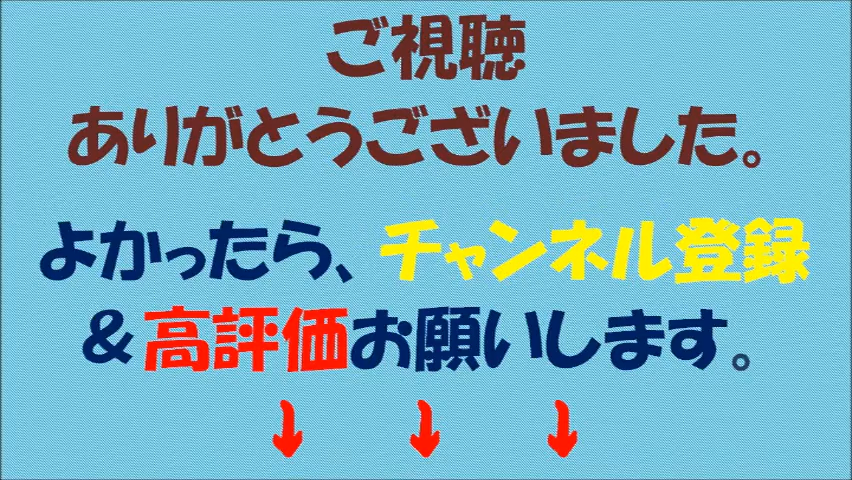 ご視聴
ありがとうございました。
よかったら、チャンネル登録
＆高評価お願いします。
↓ ↓ ↓